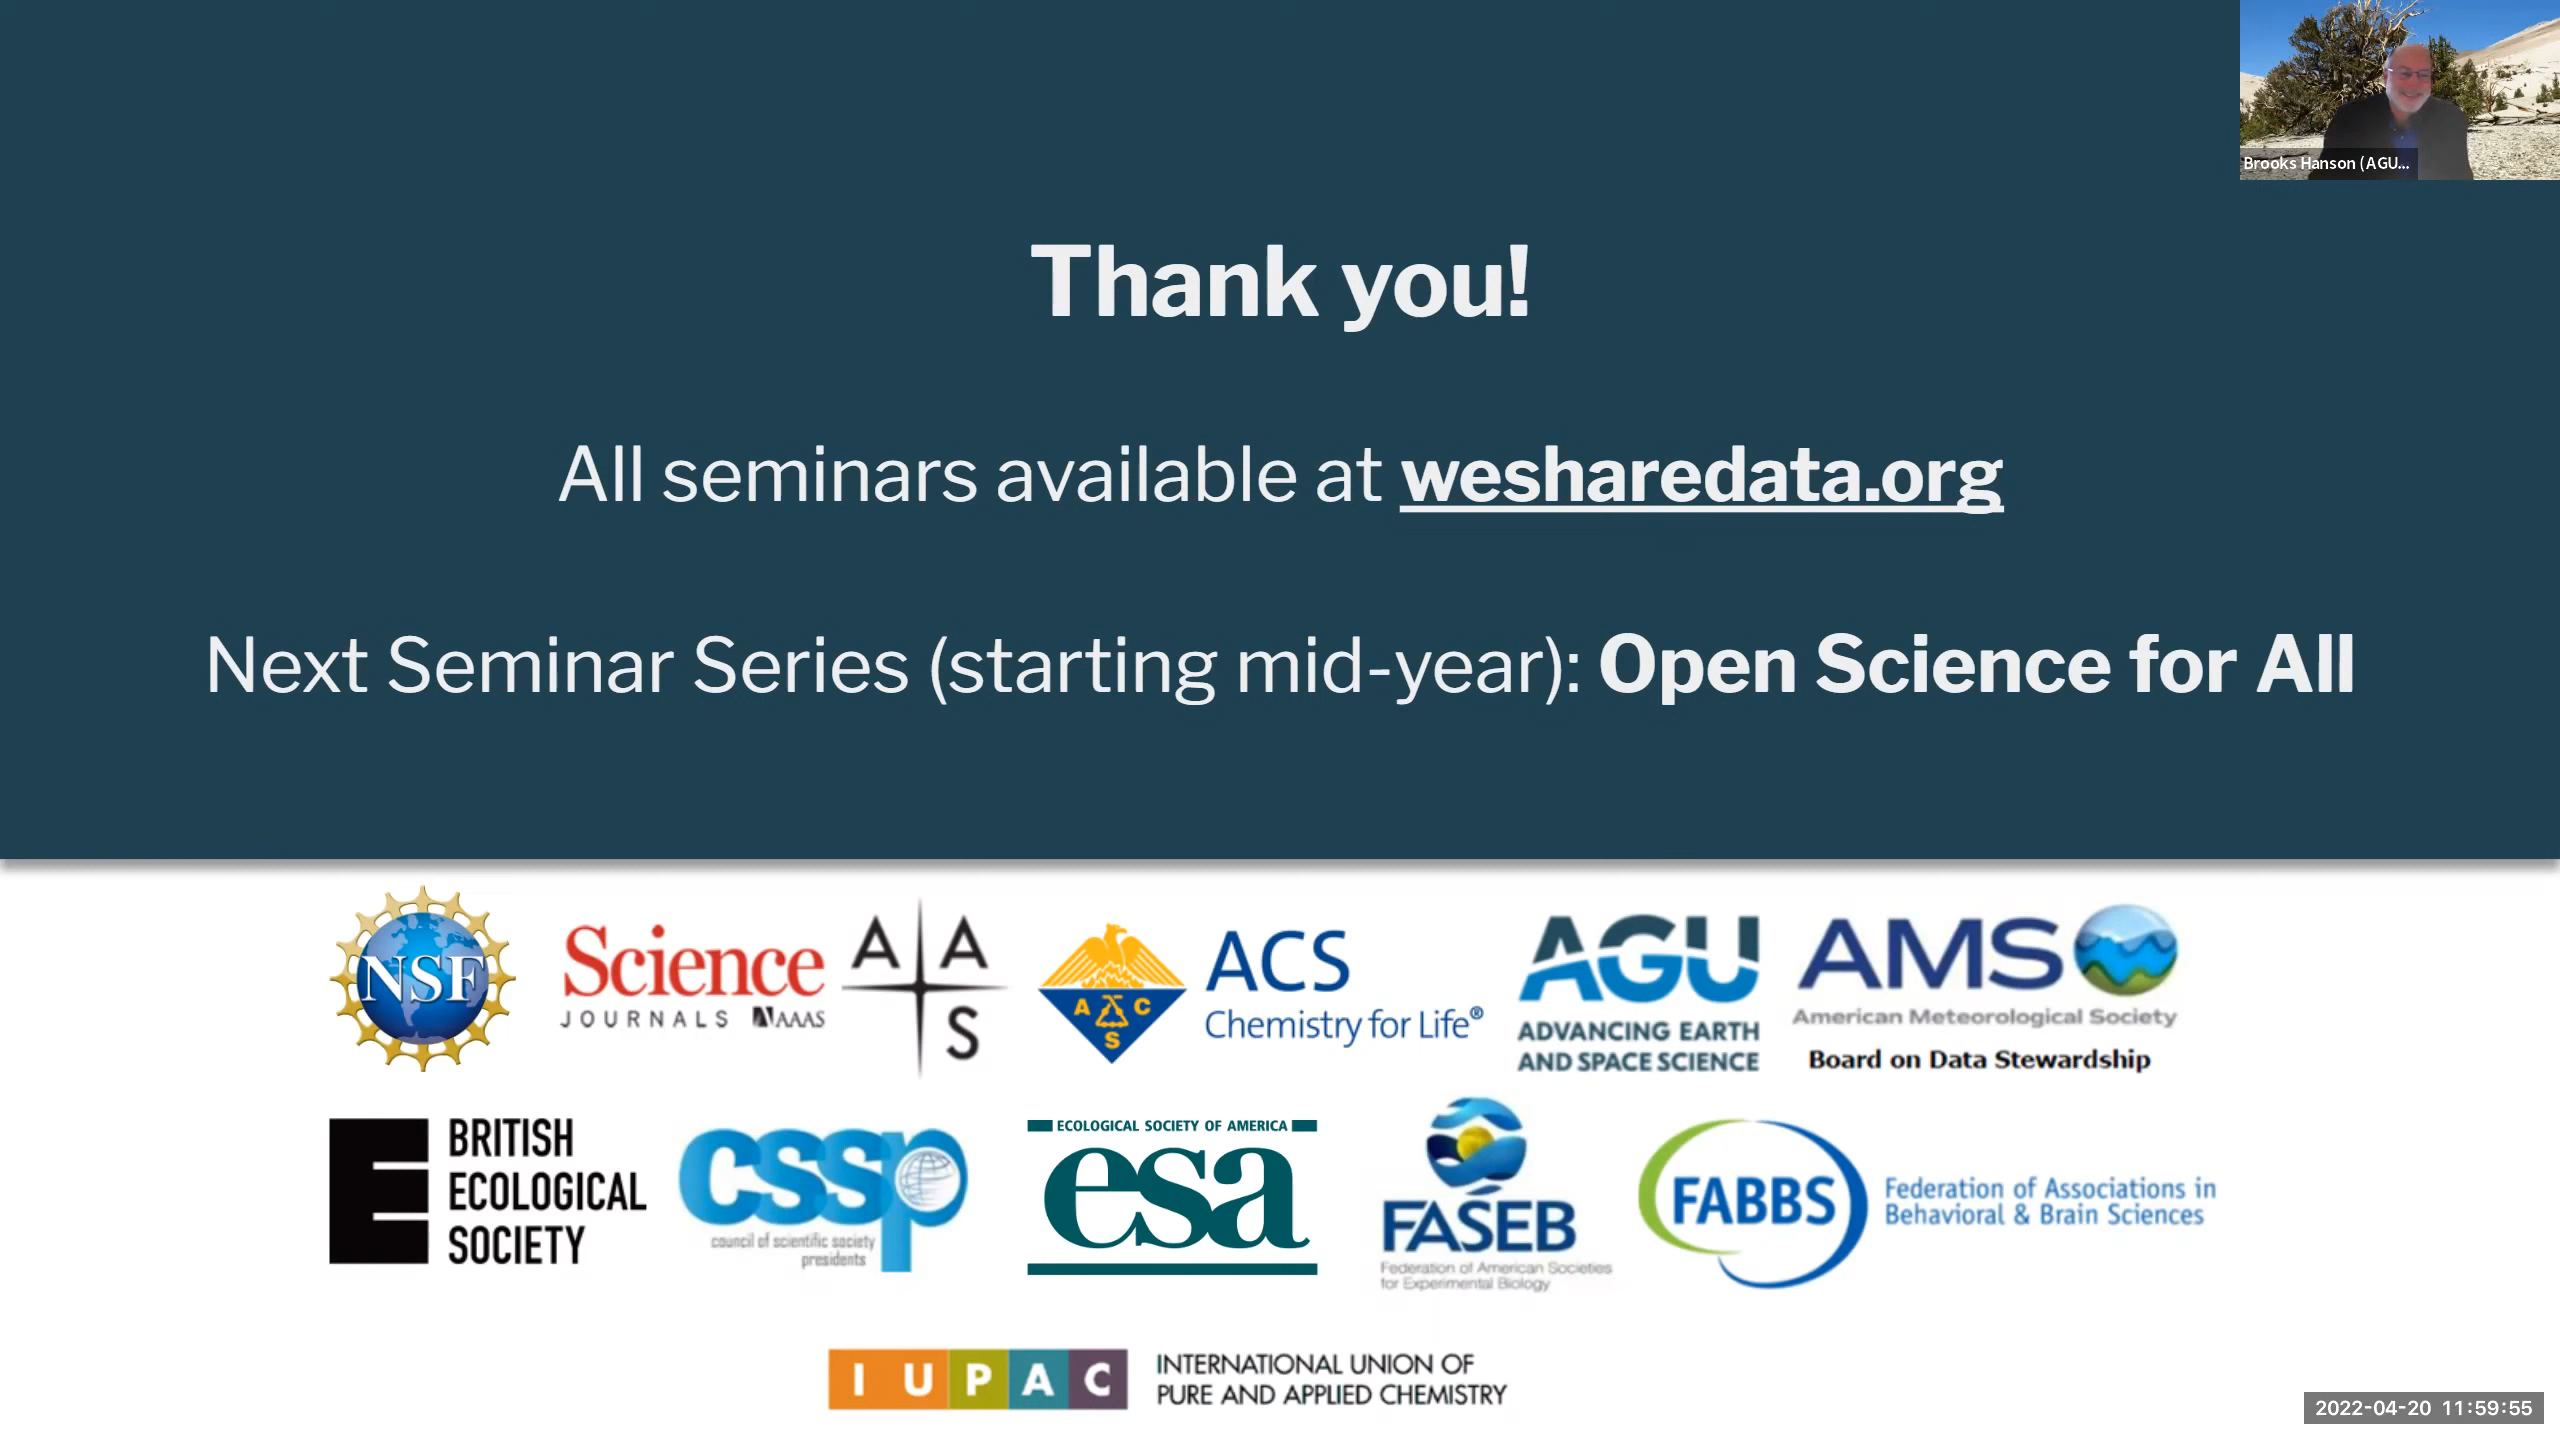 Brooks Hanson (AGU...
Thank you!
All seminars available at wesharedata.org
Next Seminar Series (starting mid-year): Open Science for All
NSF
Science
JOURNALS AAAS
A A
S
A C
S
ACS
Chemistry for Life®
AGU
ADVANCING EARTH
AND SPACE SCIENCE
AMS
American Meteorological Society
Board on Data Stewardship
BRITISH
ECOLOGICAL
SOCIETY
cssp
council of scientific society
presidents
ECOLOGICAL SOCIETY OF AMERICA
esa
FASEB
Federation of American Societies
for Experimental Biology
FABBS
Federation of Associations in
Behavioral & Brain Sciences
IUPAC
INTERNATIONAL UNION OF
PURE AND APPLIED CHEMISTRY
2022-04-20 11:59:55